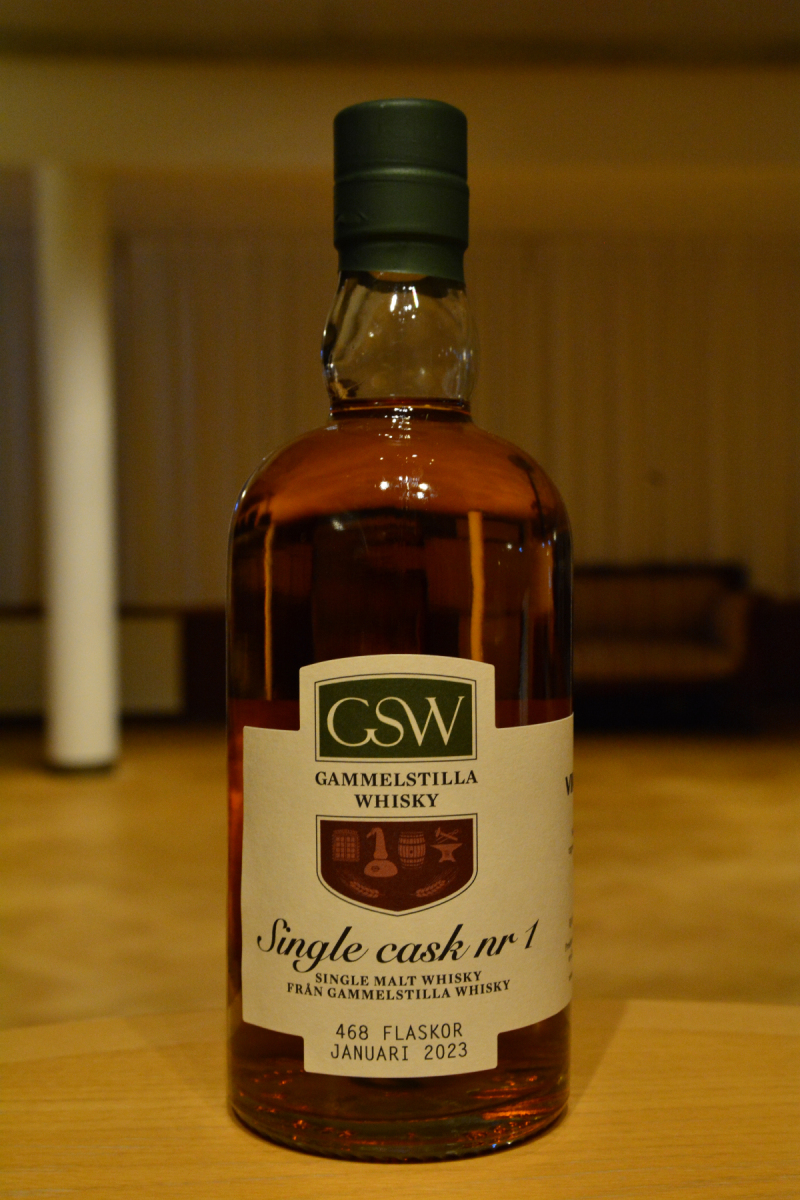 GSW
GAMMELSTILLA
WHISKY
Single cask nr 1
SINGLE MALT WHISKY
FRÅN GAMMELSTILLA WHISKY
468 FLASKOR
JANUARI 2023